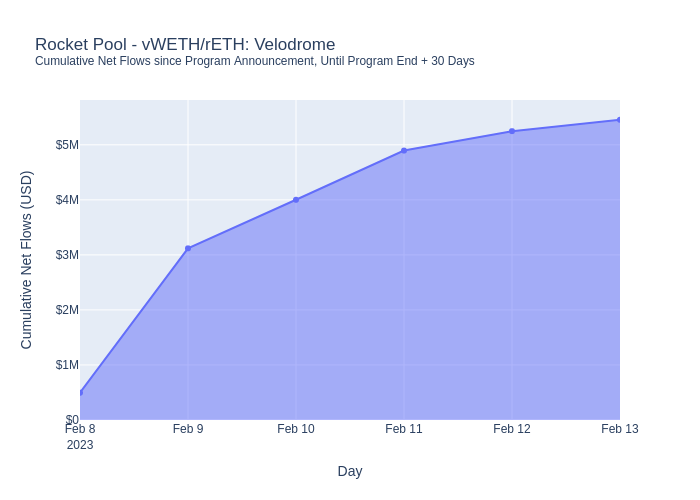 Rocket Pool - vWETH/rETH: Velodrome
Cumulative Net Flows since Program Announcement, Until Program End + 30 Days
Cumulative Net Flows (USD)
$5M
$4M
$3M
$2M
$1M
$0
Feb 8
2023
Feb 9
Feb 10
Feb 11
Feb 12
Feb 13
Day